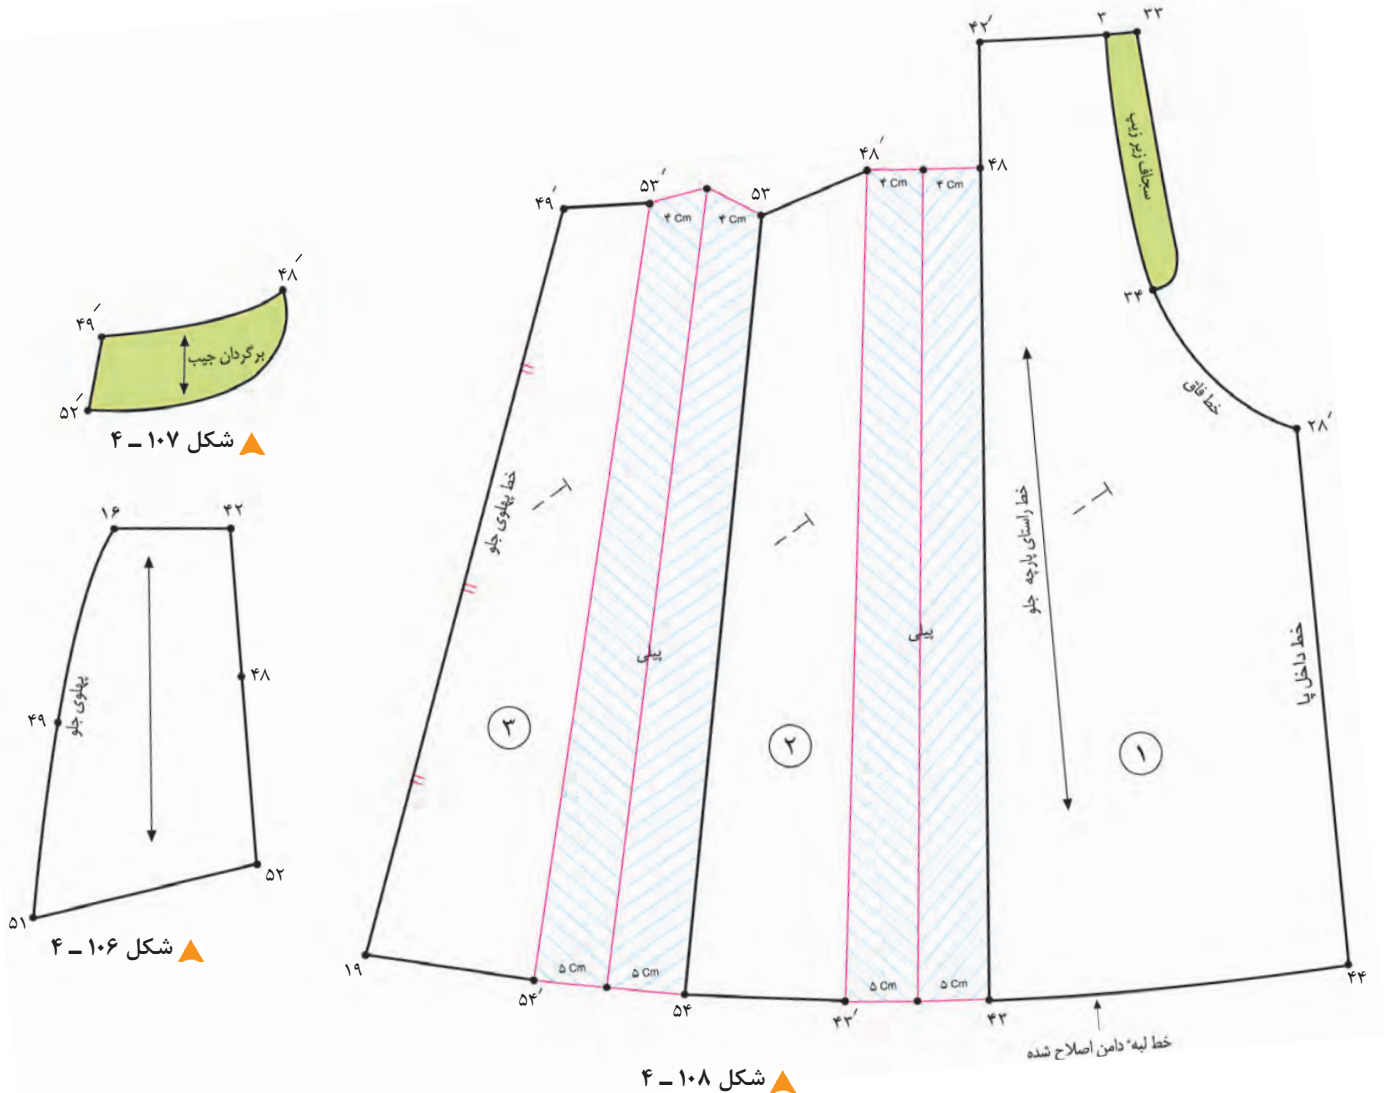 ۳۳
۳
۴۲′
سجاف زیر زیپ
۴۸
۴۸′
۴ Cm
۴ Cm
۵۳
۵۳′
۴۹′
۴ Cm
۴ Cm
۳۴
خط فاق
۲۸′
خط راستای پارچه جلو
خط داخل پا
خط پهلوی جلو
پیلی
پیلی
۱
۲
۳
۴۴
۴۳
۴۳′
۵ Cm
۵ Cm
۵۴
۵۴′
۵ Cm
۵ Cm
۱۹
خط لبه دامن اصلاح شده
شکل ۱۰۸ ـ ۴
۴۸′
۴۹′
برگردان جیب
۵۲′
شکل ۱۰۷ ـ ۴
۱۶
۴۲
۴۸
۴۹
پهلوی جلو
۵۲
۵۱
شکل ۱۰۶ ـ ۴